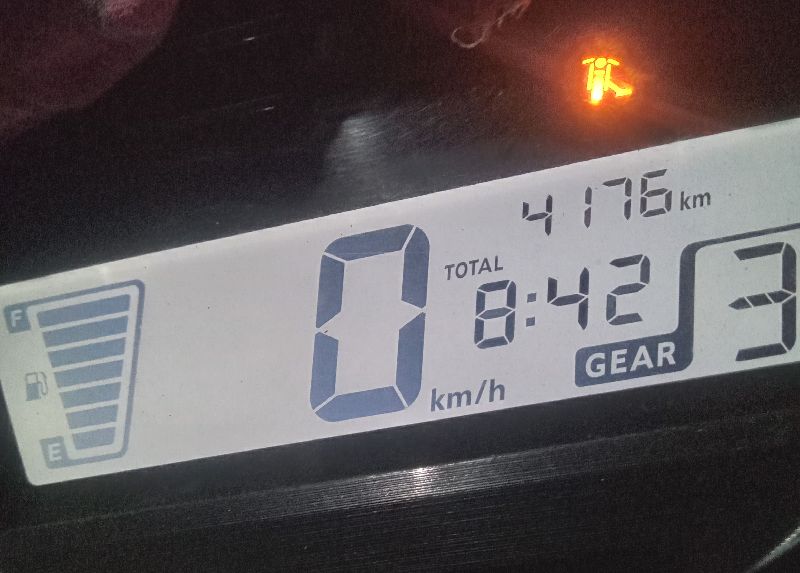 4176 km
TOTAL
8:42
F
0 km/h
GEAR 3
E